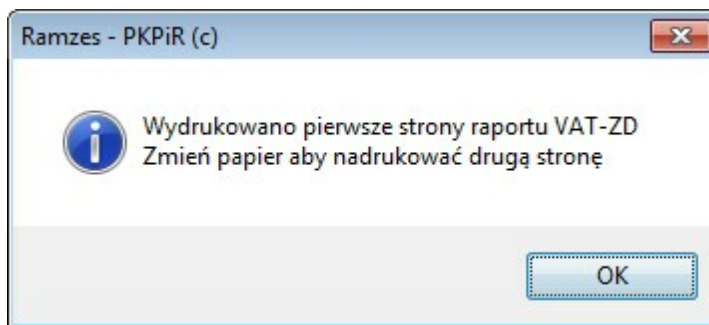 Ramzes - PKPiR (c)
Wydrukowano pierwsze strony raportu VAT-ZD
Zmień papier aby nadrukować drugą stronę
OK